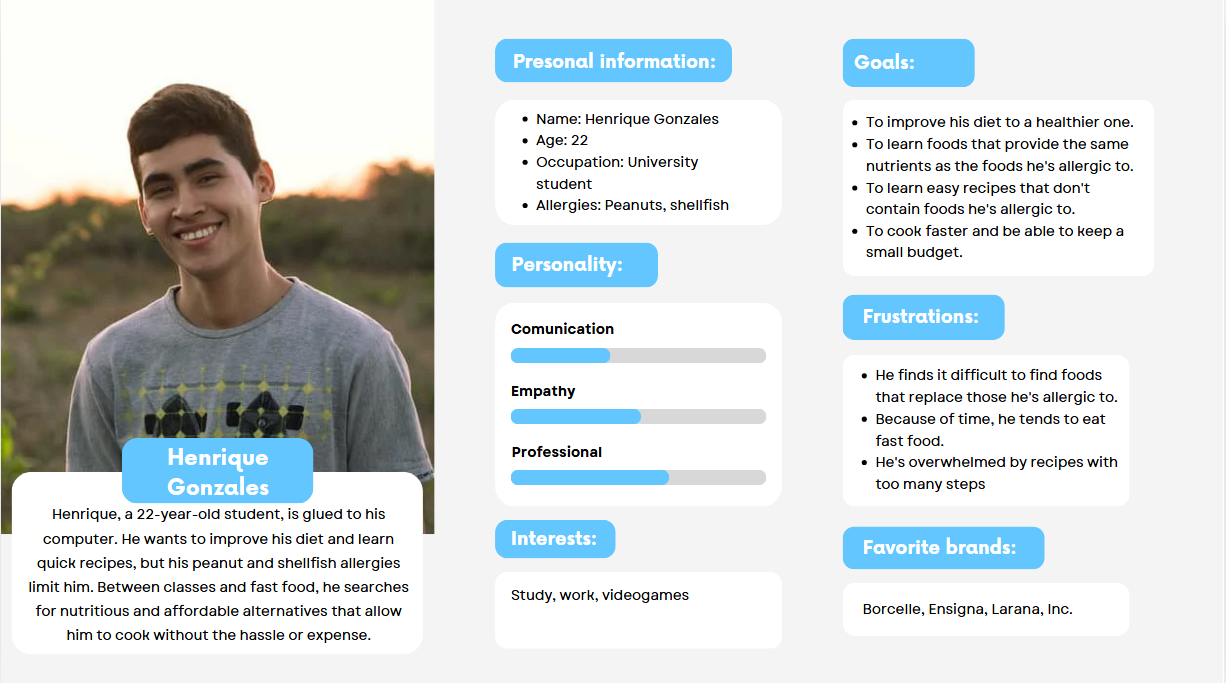 Henrique
Gonzales
Henrique, a 22-year-old student, is glued to his
computer. He wants to improve his diet and learn
quick recipes, but his peanut and shellfish allergies
limit him. Between classes and fast food, he searches
for nutritious and affordable alternatives that allow
him to cook without the hassle or expense.
Presonal information:
• Name: Henrique Gonzales
• Age: 22
• Occupation: University
student
• Allergies: Peanuts, shellfish
Personality:
Comunication
Empathy
Professional
Interests:
Study, work, videogames
Goals:
• To improve his diet to a healthier one.
• To learn foods that provide the same
nutrients as the foods he's allergic to.
• To learn easy recipes that don't
contain foods he's allergic to.
• To cook faster and be able to keep a
small budget.
Frustrations:
• He finds it difficult to find foods
that replace those he's allergic to.
• Because of time, he tends to eat
fast food.
• He's overwhelmed by recipes with
too many steps
Favorite brands:
Borcelle, Ensigna, Larana, Inc.